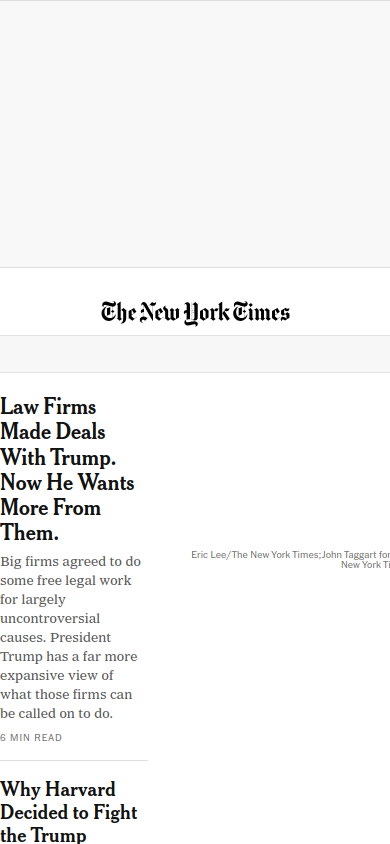 The New York Times
Law Firms
Made Deals
With Trump.
Now He Wants
More From
Them.
Big firms agreed to do
some free legal work
for largely
uncontroversial
causes. President
Trump has a far more
expansive view of
what those firms can
be called on to do.
6 MIN READ
Eric Lee/The New York Times;John Taggart for
New York Ti
Why Harvard
Decided to Fight
the Trump